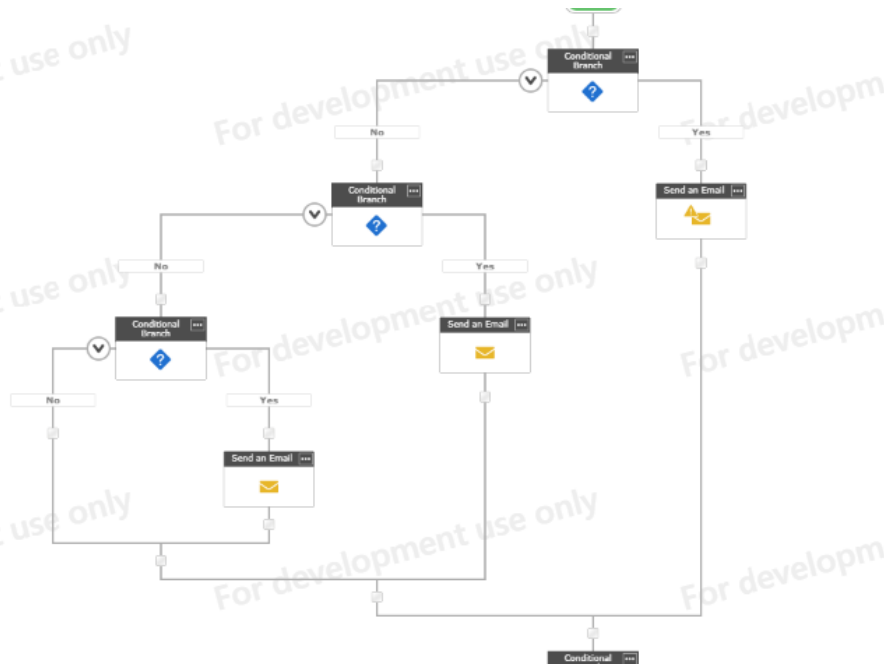 use only
For development use only
For developm
Conditional
Branch
No
Yes
Conditional
Branch
Send an Email
No
Yes
use only
For development use only
For developm
Conditional
Branch
Send an Email
No
Yes
Send an Email
use only
For development use only
For developm
Conditional